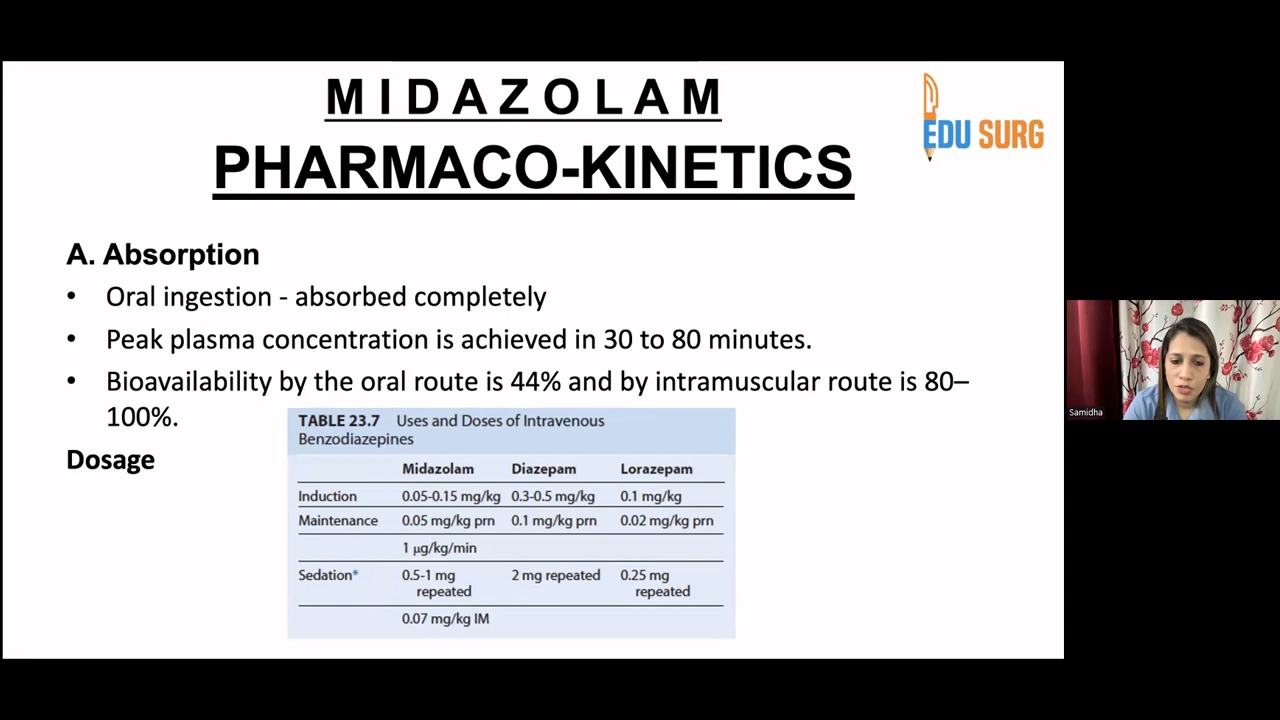 M I D A Z O L A M
PHARMACO-KINETICS
EDU SURG
A. Absorption
• Oral ingestion - absorbed completely
• Peak plasma concentration is achieved in 30 to 80 minutes.
• Bioavailability by the oral route is 44% and by intramuscular route is 80–
100%.
Dosage
TABLE 23.7 Uses and Doses of Intravenous
Benzodiazepines
Midazolam Diazepam Lorazepam
Induction 0.05-0.15 mg/kg 0.3-0.5 mg/kg 0.1 mg/kg
Maintenance 0.05 mg/kg prn 0.1 mg/kg prn 0.02 mg/kg prn
1 μg/kg/min
Sedation* 0.5-1 mg 2 mg repeated 0.25 mg
repeated repeated
0.07 mg/kg IM
Samidha